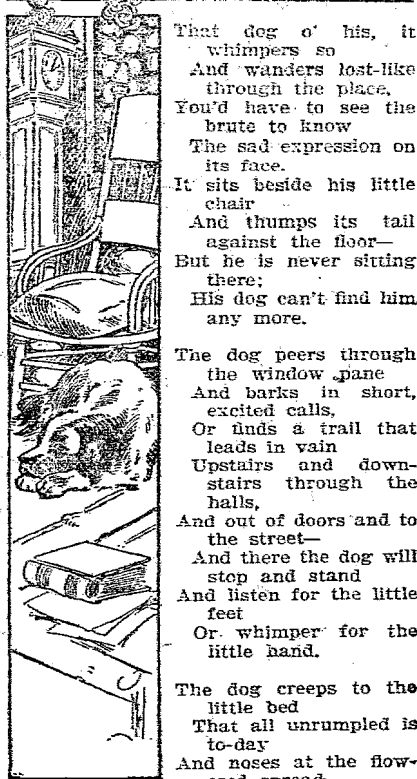 That dog o' his, it
whimpers so
And wanders lost-like
through the place,
You'd have to see the
brute to know
The sad expression on
its face.
It sits beside his little
chair
And thumps its tail
against the floor—
But he is never sitting
there;
His dog can't find him
any more.
The dog peers through
the window pane
And barks in short,
excited calls,
Or finds a trail that
leads in vain
Upstairs and down-
stairs through the
halls,
And out of doors and to
the street—
And there the dog will
stop and stand
And listen for the little
feet
Or whimper for the
little hand.
The dog creeps to the
little bed
That all unrumpled is
to-day
And noses at the flow-